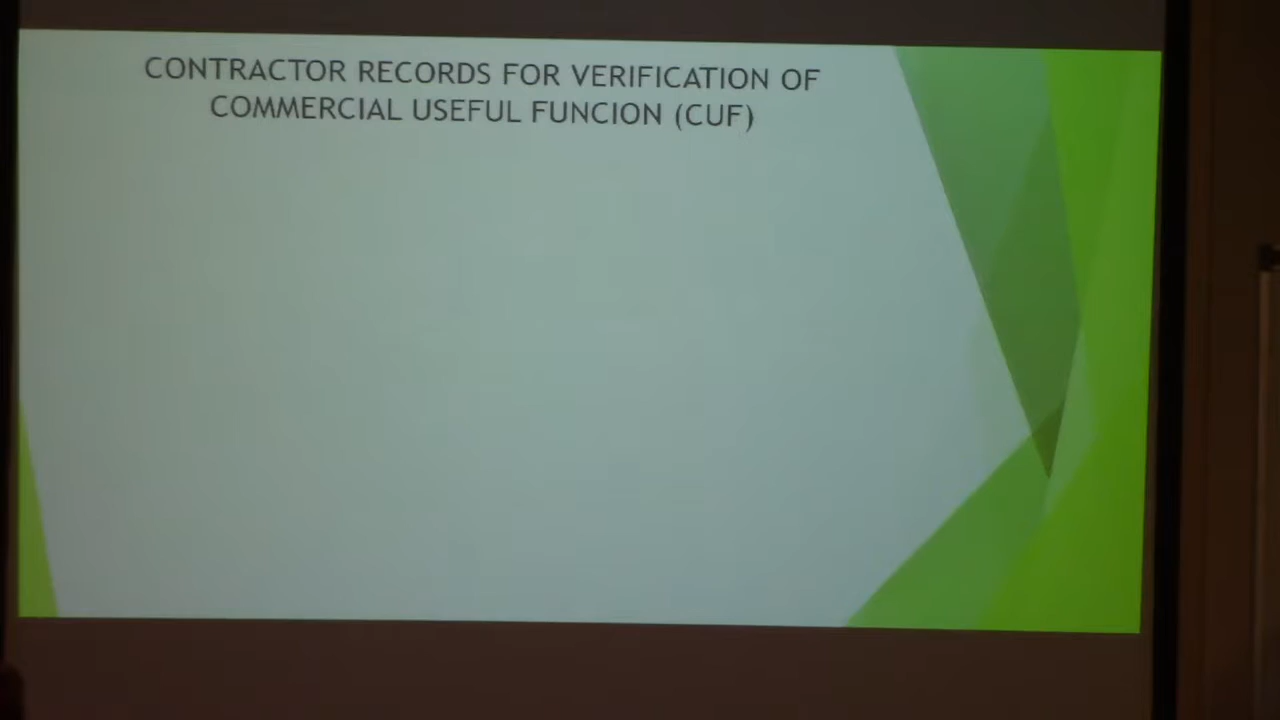 CONTRACTOR RECORDS FOR VERIFICATION OF
COMMERCIAL USEFUL FUNCION (CUF)